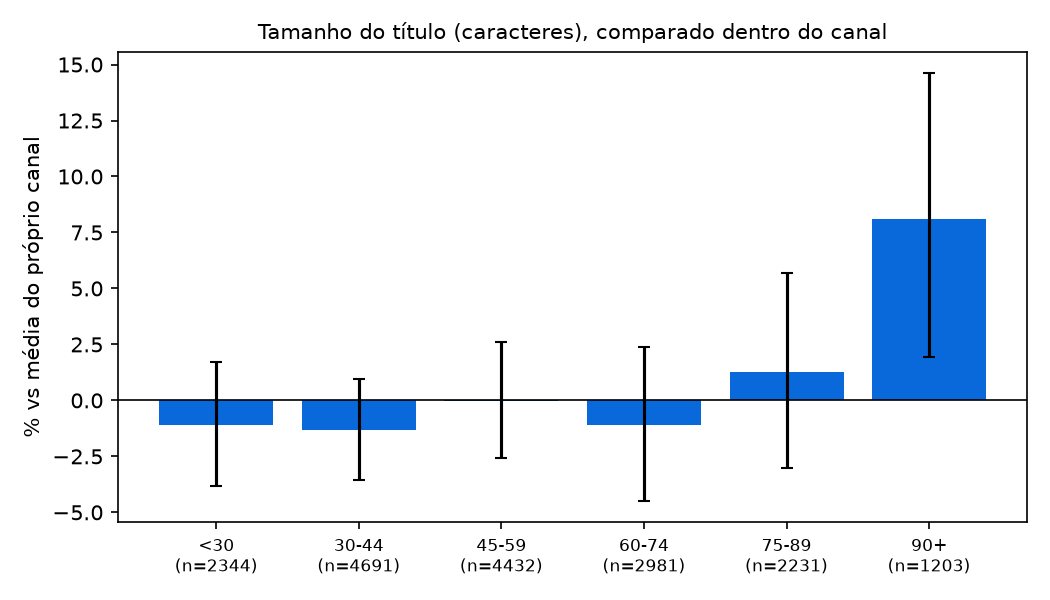 Tamanho do título (caracteres), comparado dentro do canal
% vs média do próprio canal
15.0
12.5
10.0
7.5
5.0
2.5
0.0
−2.5
−5.0
<30
(n=2344)
30-44
(n=4691)
45-59
(n=4432)
60-74
(n=2981)
75-89
(n=2231)
90+
(n=1203)